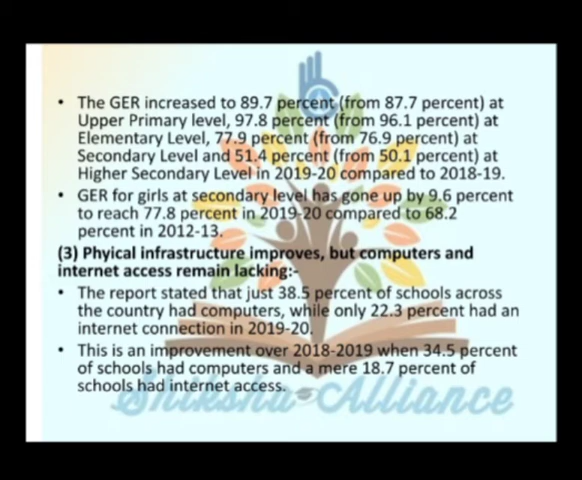 • The GER increased to 89.7 percent (from 87.7 percent) at
Upper Primary level, 97.8 percent (from 96.1 percent) at
Elementary Level, 77.9 percent (from 76.9 percent) at
Secondary Level and 51.4 percent (from 50.1 percent) at
Higher Secondary Level in 2019-20 compared to 2018-19.
• GER for girls at secondary level has gone up by 9.6 percent
to reach 77.8 percent in 2019-20 compared to 68.2
percent in 2012-13.
(3) Phyical infrastructure improves, but computers and
internet access remain lacking:-
• The report stated that just 38.5 percent of schools across
the country had computers, while only 22.3 percent had an
internet connection in 2019-20.
• This is an improvement over 2018-2019 when 34.5 percent
of schools had computers and a mere 18.7 percent of
schools had internet access.
Shiksha Alliance